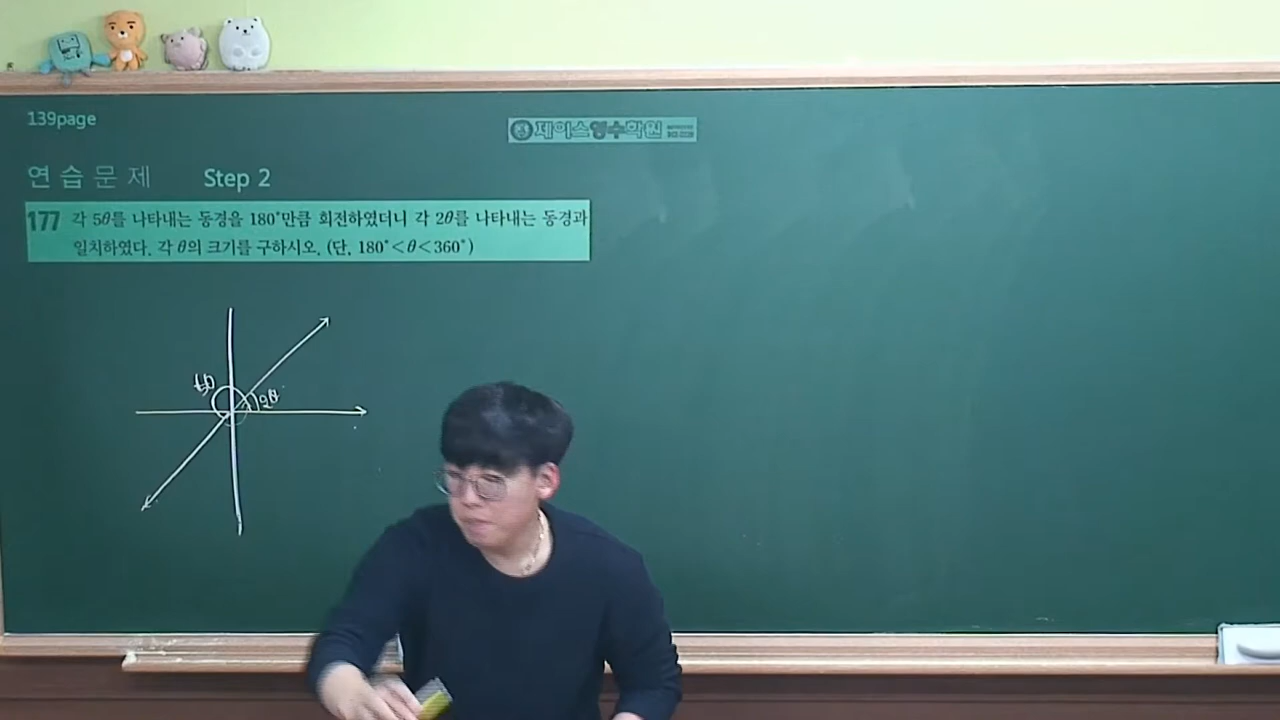 139page
제이스영수학원
연습문제 Step 2
177 각 5θ를 나타내는 동경을 180°만큼 회전하였더니 각 2θ를 나타내는 동경과
일치하였다. 각 θ의 크기를 구하시오. (단, 180°<θ<360°)
5θ 2θ